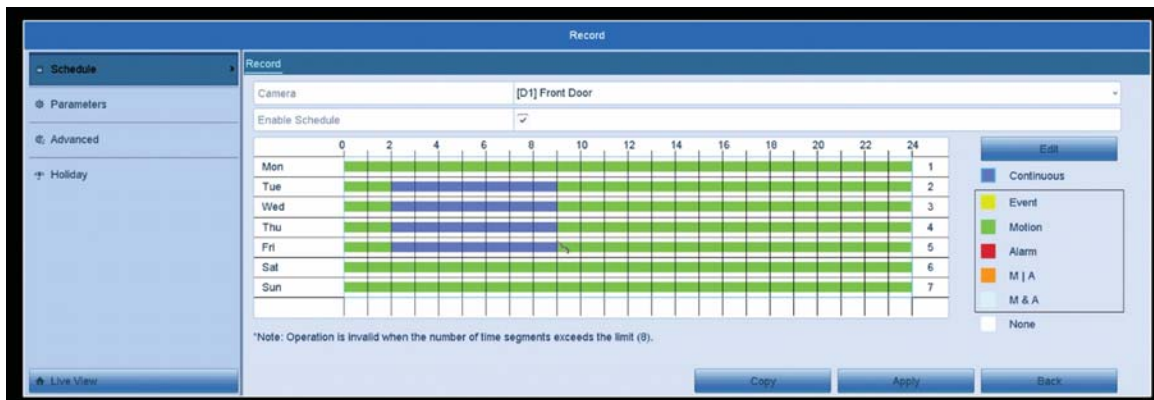 Record
Schedule
Parameters
Advanced
Holiday
Live View
Record
Camera [D1] Front Door
Enable Schedule
0 2 4 6 8 10 12 14 16 18 20 22 24
Mon 1
Tue 2
Wed 3
Thu 4
Fri 5
Sat 6
Sun 7
*Note: Operation is invalid when the number of time segments exceeds the limit (8).
Edit
Continuous
Event
Motion
Alarm
M | A
M & A
None
Copy Apply Back